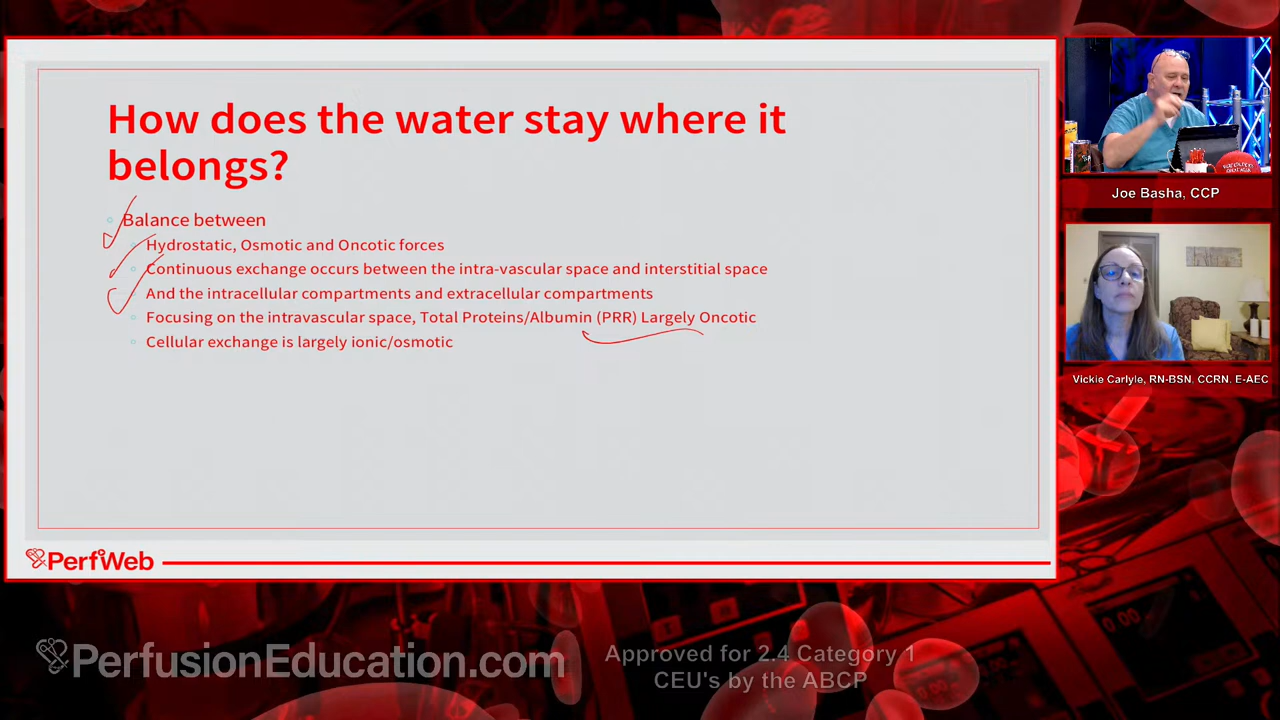 How does the water stay where it
belongs?
Balance between
Hydrostatic, Osmotic and Oncotic forces
Continuous exchange occurs between the intra-vascular space and interstitial space
And the intracellular compartments and extracellular compartments
Focusing on the intravascular space, Total Proteins/Albumin (PRR) Largely Oncotic
Cellular exchange is largely ionic/osmotic
PerfWeb
Joe Basha, CCP
Vickie Carlyle, RN-BSN, CCRN, E-AEC
PerfusionEducation.com
Approved for 2.4 Category 1
CEU's by the ABCP